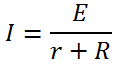 I = E / (r + R)